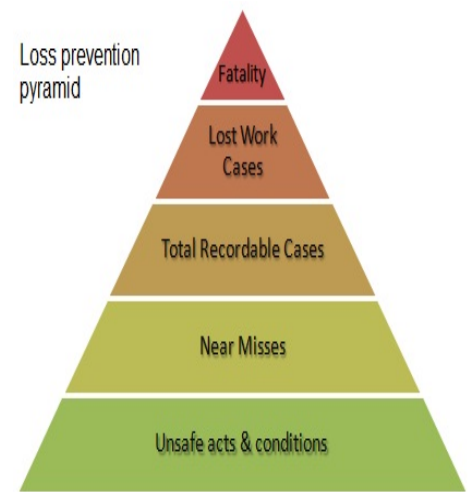 Loss prevention
pyramid
Fatality
Lost Work
Cases
Total Recordable Cases
Near Misses
Unsafe acts & conditions